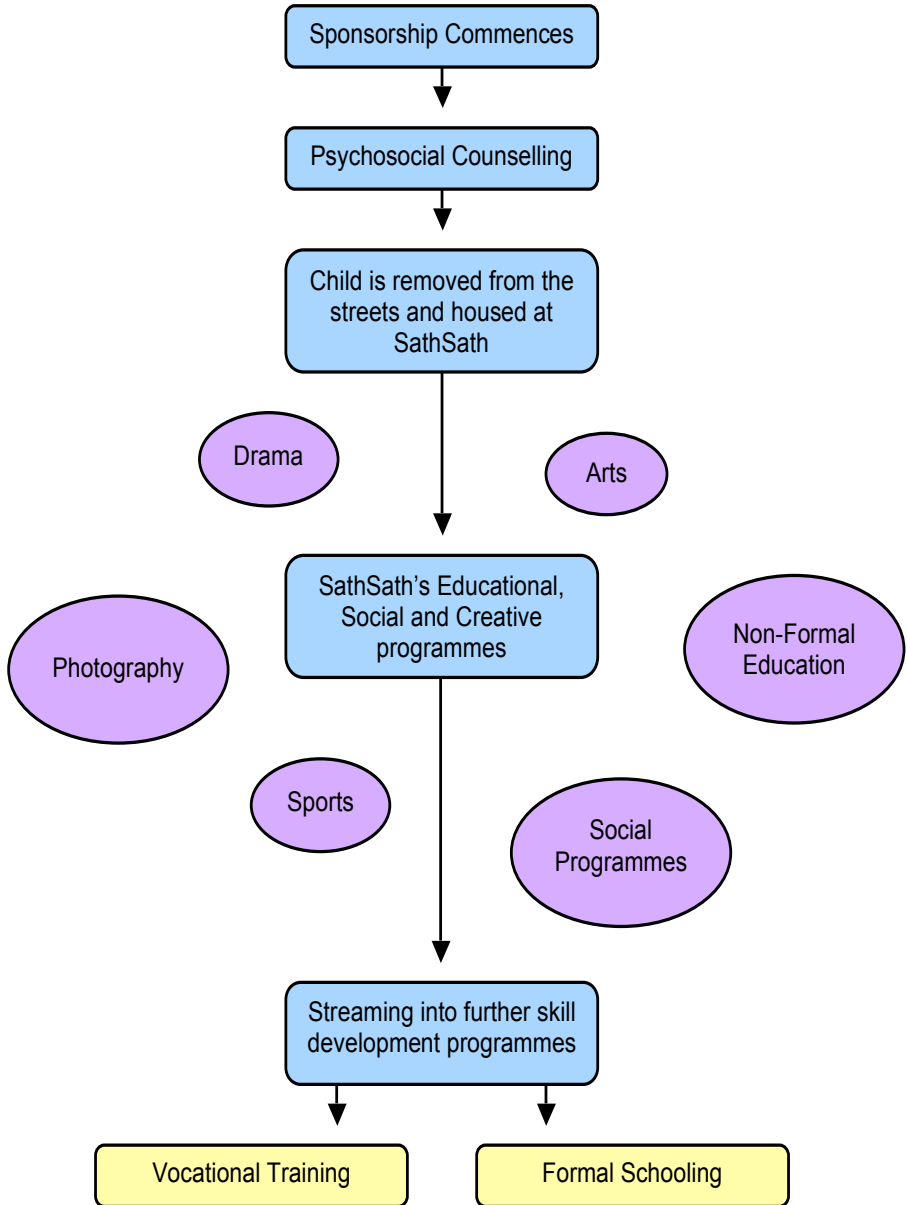 Sponsorship Commences
Psychosocial Counselling
Child is removed from the
streets and housed at
SathSath
Drama
Arts
SathSath’s Educational,
Social and Creative
programmes
Non-Formal
Education
Photography
Sports
Social
Programmes
Streaming into further skill
development programmes
Vocational Training
Formal Schooling